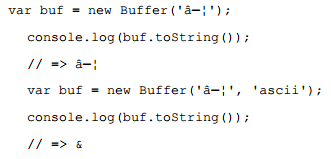 var buf = new Buffer('â—¦');
console.log(buf.toString());
// => â—¦
var buf = new Buffer('â—¦', 'ascii');
console.log(buf.toString());
// => &